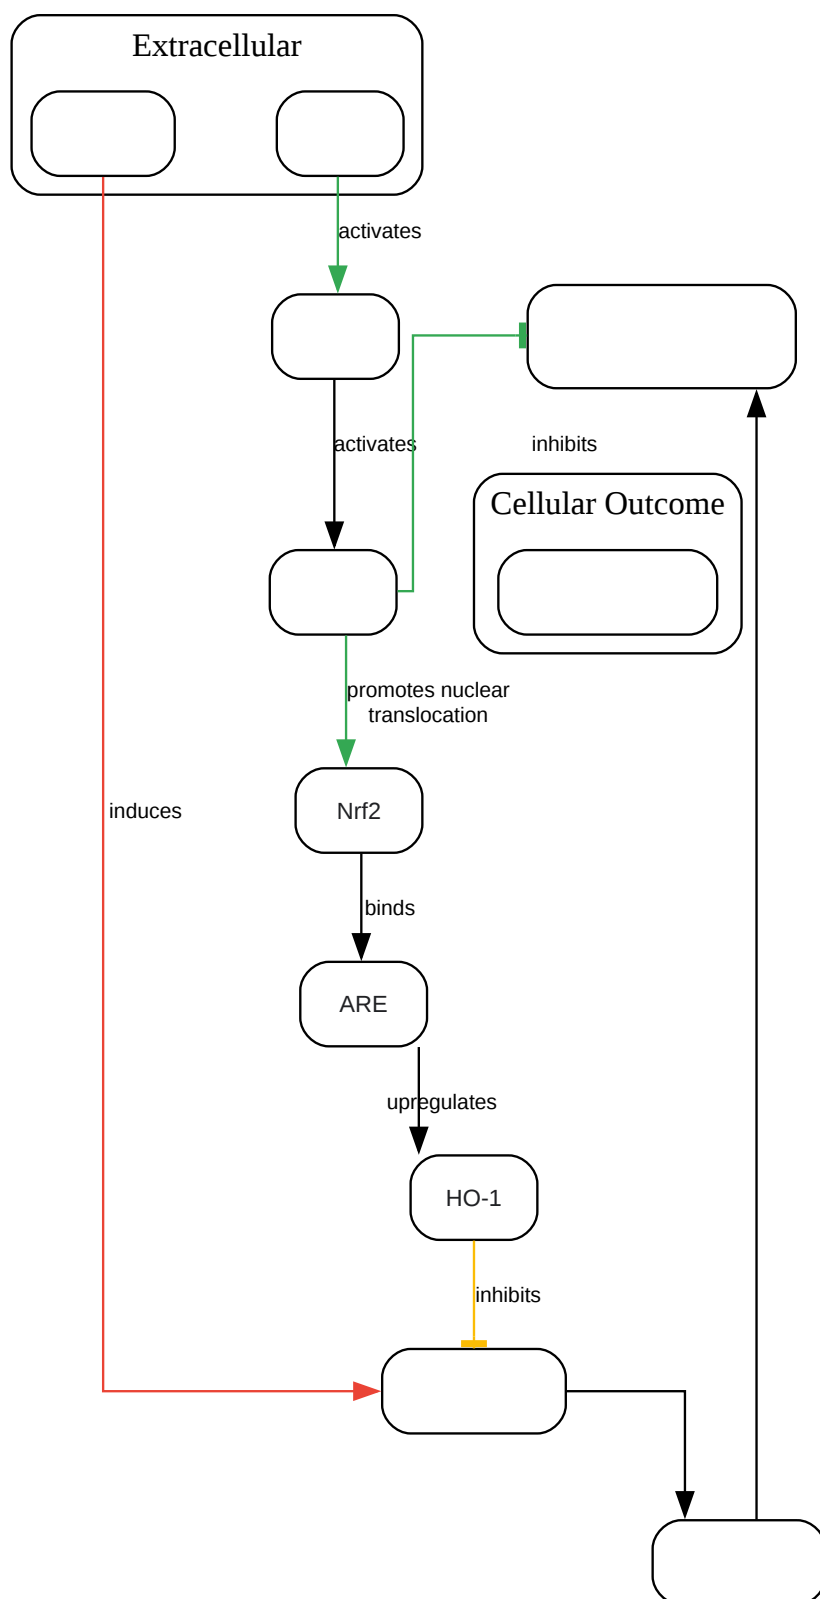 Extracellular
activates
activates
inhibits
Cellular Outcome
promotes nuclear
translocation
Nrf2
induces
binds
ARE
upregulates
HO-1
inhibits